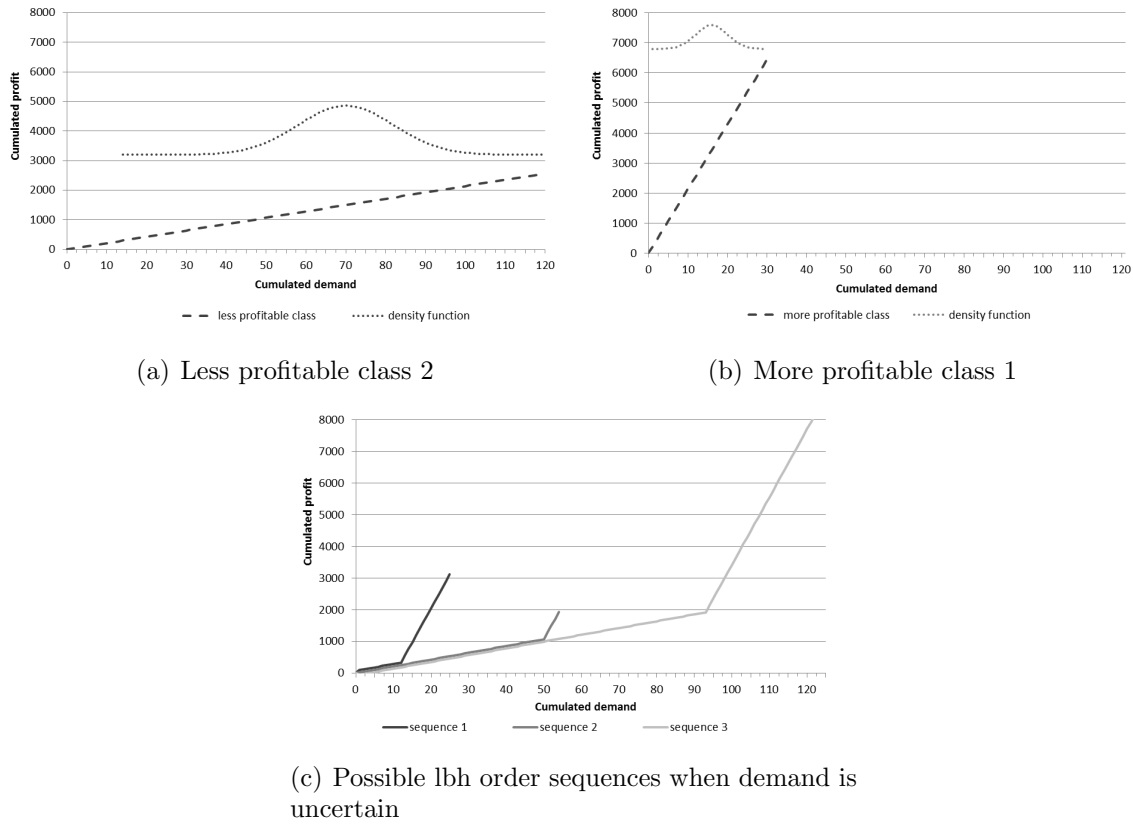 8000
7000
6000
5000
4000
3000
2000
1000
0
Cumulated profit
0 10 20 30 40 50 60 70 80 90 100 110 120
Cumulated demand
less profitable class density function
(a) Less profitable class 2
8000
7000
6000
5000
4000
3000
2000
1000
0
Cumulated profit
0 10 20 30 40 50 60 70 80 90 100 110 120
Cumulated demand
more profitable class density function
(b) More profitable class 1
8000
7000
6000
5000
4000
3000
2000
1000
0
Cumulated profit
0 10 20 30 40 50 60 70 80 90 100 110 120
Cumulated demand
sequence 1 sequence 2 sequence 3
(c) Possible lbh order sequences when demand is
uncertain